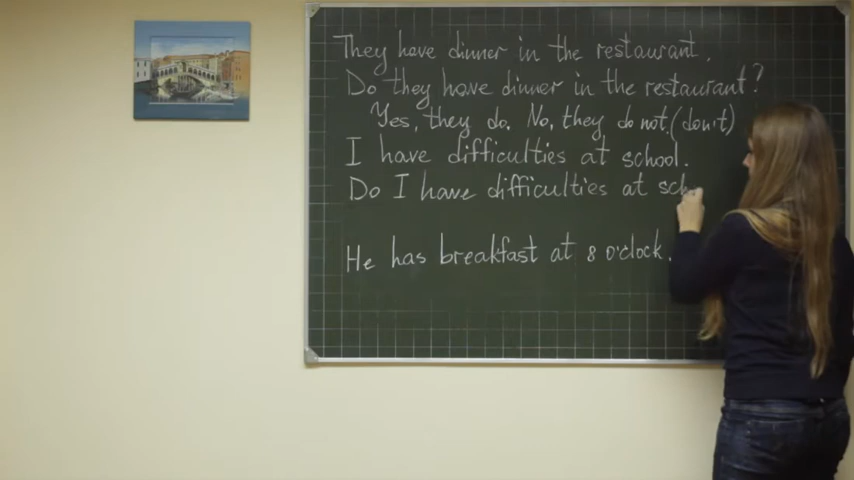 They have dinner in the restaurant.
Do they have dinner in the restaurant?
Yes, they do. No, they do not. (don't)
I have difficulties at school.
Do I have difficulties at sch
He has breakfast at 8 o'clock.